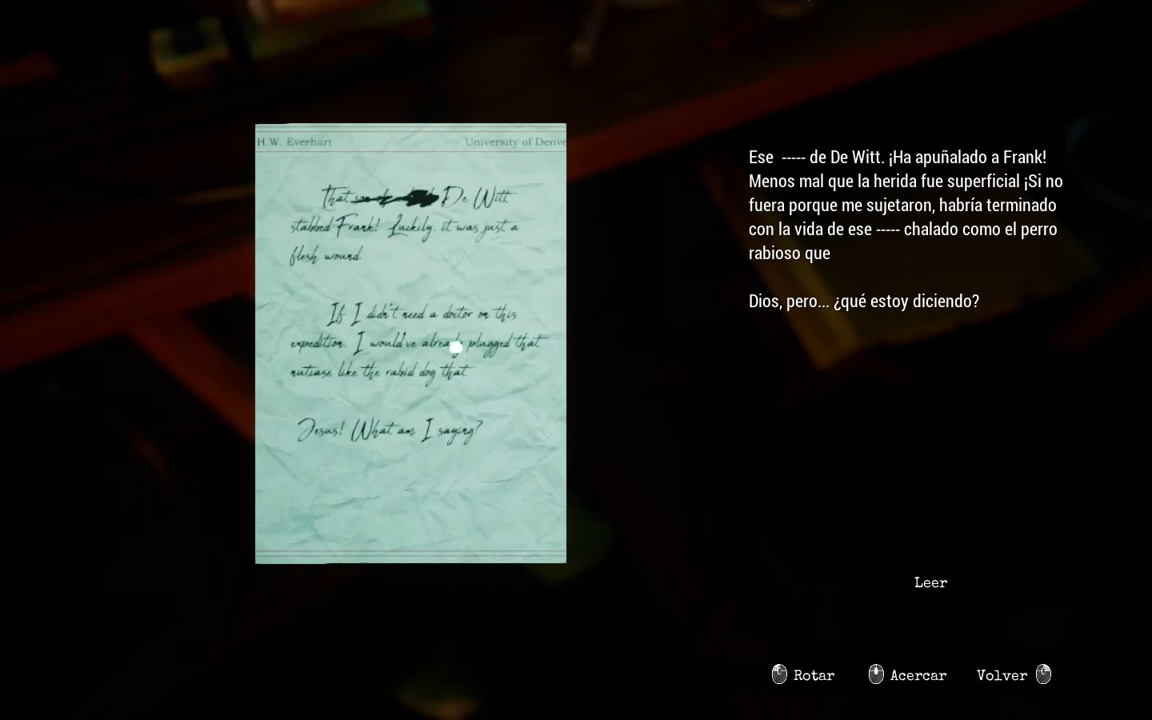 H.W. Everhart
University of Denve
That son of De Witt
stabbed Frank! Luckily, it was just a
flesh wound.
If I didn't need a doctor on this
expedition. I would've already plugged that
nutcase like the rabid dog that
Jesus! What am I saying?
Ese ----- de De Witt. ¡Ha apuñalado a Frank!
Menos mal que la herida fue superficial ¡Si no
fuera porque me sujetaron, habría terminado
con la vida de ese ----- chalado como el perro
rabioso que
Dios, pero... ¿qué estoy diciendo?
Leer
Rotar
Acercar
Volver